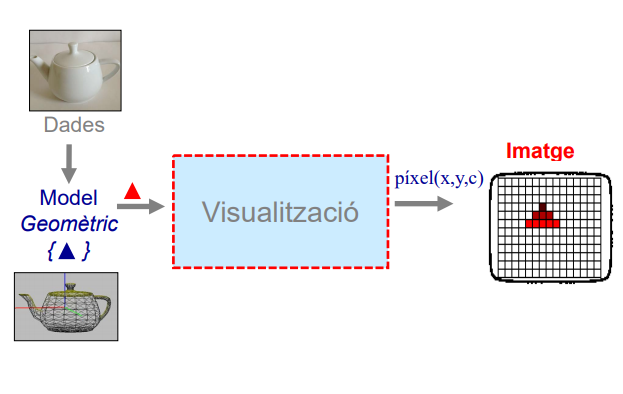 Dades
Model
Geomètric
{▲}
Visualització
píxel(x,y,c)
Imatge